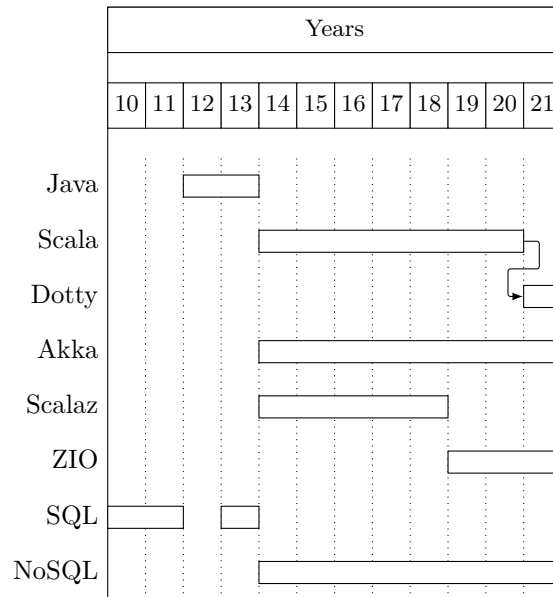 Years
10 11 12 13 14 15 16 17 18 19 20 21
Java
Scala
Dotty
Akka
Scalaz
ZIO
SQL
NoSQL